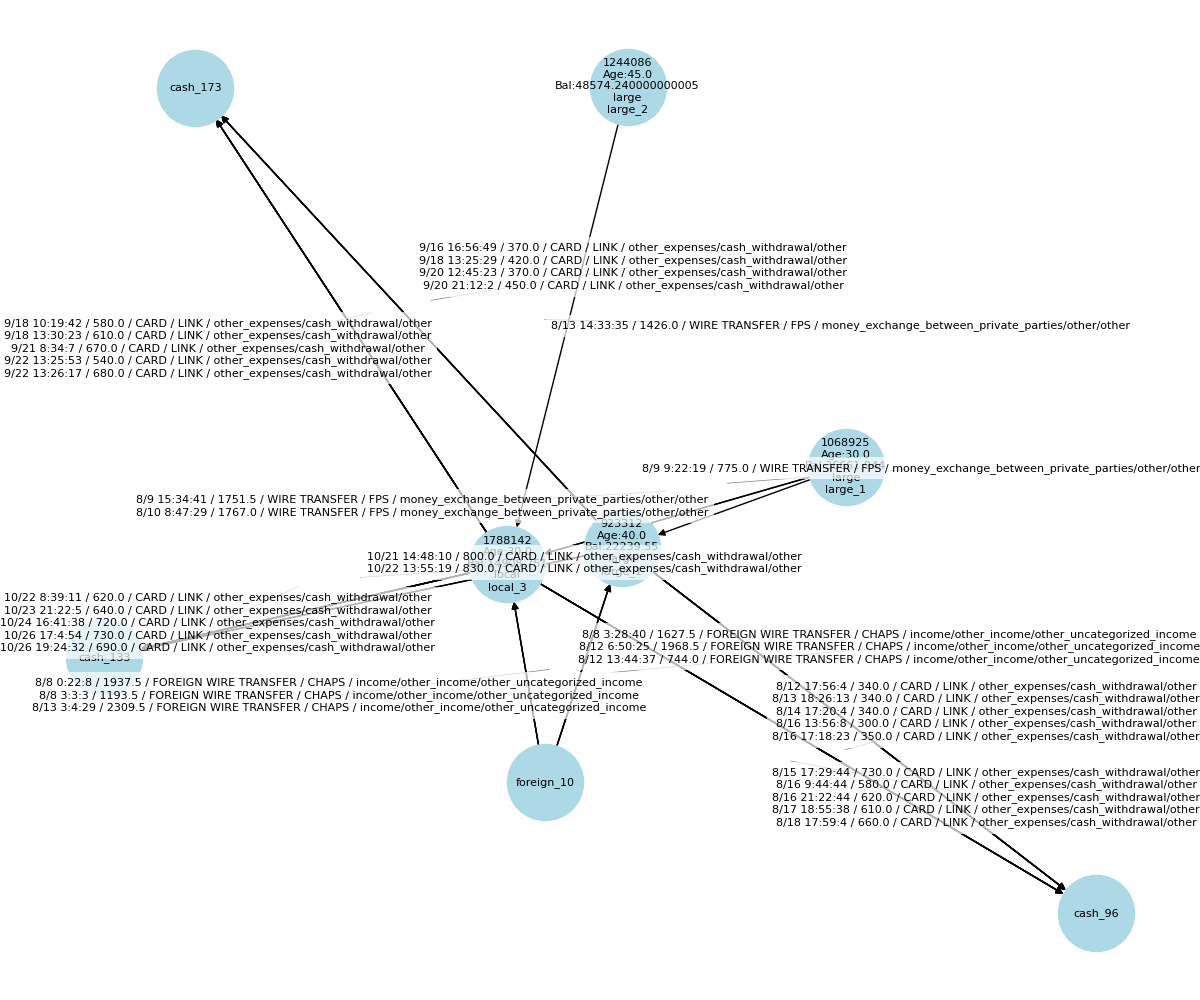 cash_173
1244086
Age:45.0
Bal:48574.240000000005
large
large_2
9/16 16:56:49 / 370.0 / CARD / LINK / other_expenses/cash_withdrawal/other
9/18 13:25:29 / 420.0 / CARD / LINK / other_expenses/cash_withdrawal/other
9/20 12:45:23 / 370.0 / CARD / LINK / other_expenses/cash_withdrawal/other
9/20 21:12:2 / 450.0 / CARD / LINK / other_expenses/cash_withdrawal/other
9/18 10:19:42 / 580.0 / CARD / LINK / other_expenses/cash_withdrawal/other
9/18 13:30:23 / 610.0 / CARD / LINK / other_expenses/cash_withdrawal/other
9/21 8:34:7 / 670.0 / CARD / LINK / other_expenses/cash_withdrawal/other
9/22 13:25:53 / 540.0 / CARD / LINK / other_expenses/cash_withdrawal/other
9/22 13:26:17 / 680.0 / CARD / LINK / other_expenses/cash_withdrawal/other
8/13 14:33:35 / 1426.0 / WIRE TRANSFER / FPS / money_exchange_between_private_parties/other/other
1068925
Age:30.0
8/9 9:22:19 / 775.0 / WIRE TRANSFER / FPS / money_exchange_between_private_parties/other/other
large
large_1
8/9 15:34:41 / 1751.5 / WIRE TRANSFER / FPS / money_exchange_between_private_parties/other/other
8/10 8:47:29 / 1767.0 / WIRE TRANSFER / FPS / money_exchange_between_private_parties/other/other
923312
Age:40.0
Bal:22239.55
1788142
10/21 14:48:10 / 800.0 / CARD / LINK / other_expenses/cash_withdrawal/other
10/22 13:55:19 / 830.0 / CARD / LINK / other_expenses/cash_withdrawal/other
local
local_3
10/22 8:39:11 / 620.0 / CARD / LINK / other_expenses/cash_withdrawal/other
10/23 21:22:5 / 640.0 / CARD / LINK / other_expenses/cash_withdrawal/other
10/24 16:41:38 / 720.0 / CARD / LINK / other_expenses/cash_withdrawal/other
10/26 17:4:54 / 730.0 / CARD / LINK / other_expenses/cash_withdrawal/other
10/26 19:24:32 / 690.0 / CARD / LINK / other_expenses/cash_withdrawal/other
cash_133
8/8 3:28:40 / 1627.5 / FOREIGN WIRE TRANSFER / CHAPS / income/other_income/other_uncategorized_income
8/12 6:50:25 / 1968.5 / FOREIGN WIRE TRANSFER / CHAPS / income/other_income/other_uncategorized_income
8/12 13:44:37 / 744.0 / FOREIGN WIRE TRANSFER / CHAPS / income/other_income/other_uncategorized_income
8/8 0:22:8 / 1937.5 / FOREIGN WIRE TRANSFER / CHAPS / income/other_income/other_uncategorized_income
8/8 3:3:3 / 1193.5 / FOREIGN WIRE TRANSFER / CHAPS / income/other_income/other_uncategorized_income
8/13 3:4:29 / 2309.5 / FOREIGN WIRE TRANSFER / CHAPS / income/other_income/other_uncategorized_income
8/12 17:56:4 / 340.0 / CARD / LINK / other_expenses/cash_withdrawal/other
8/13 18:26:13 / 340.0 / CARD / LINK / other_expenses/cash_withdrawal/other
8/14 17:20:4 / 340.0 / CARD / LINK / other_expenses/cash_withdrawal/other
8/16 13:56:8 / 300.0 / CARD / LINK / other_expenses/cash_withdrawal/other
8/16 17:18:23 / 350.0 / CARD / LINK / other_expenses/cash_withdrawal/other
8/15 17:29:44 / 730.0 / CARD / LINK / other_expenses/cash_withdrawal/other
8/16 9:44:44 / 580.0 / CARD / LINK / other_expenses/cash_withdrawal/other
8/16 21:22:44 / 620.0 / CARD / LINK / other_expenses/cash_withdrawal/other
8/17 18:55:38 / 610.0 / CARD / LINK / other_expenses/cash_withdrawal/other
8/18 17:59:4 / 660.0 / CARD / LINK / other_expenses/cash_withdrawal/other
foreign_10
cash_96